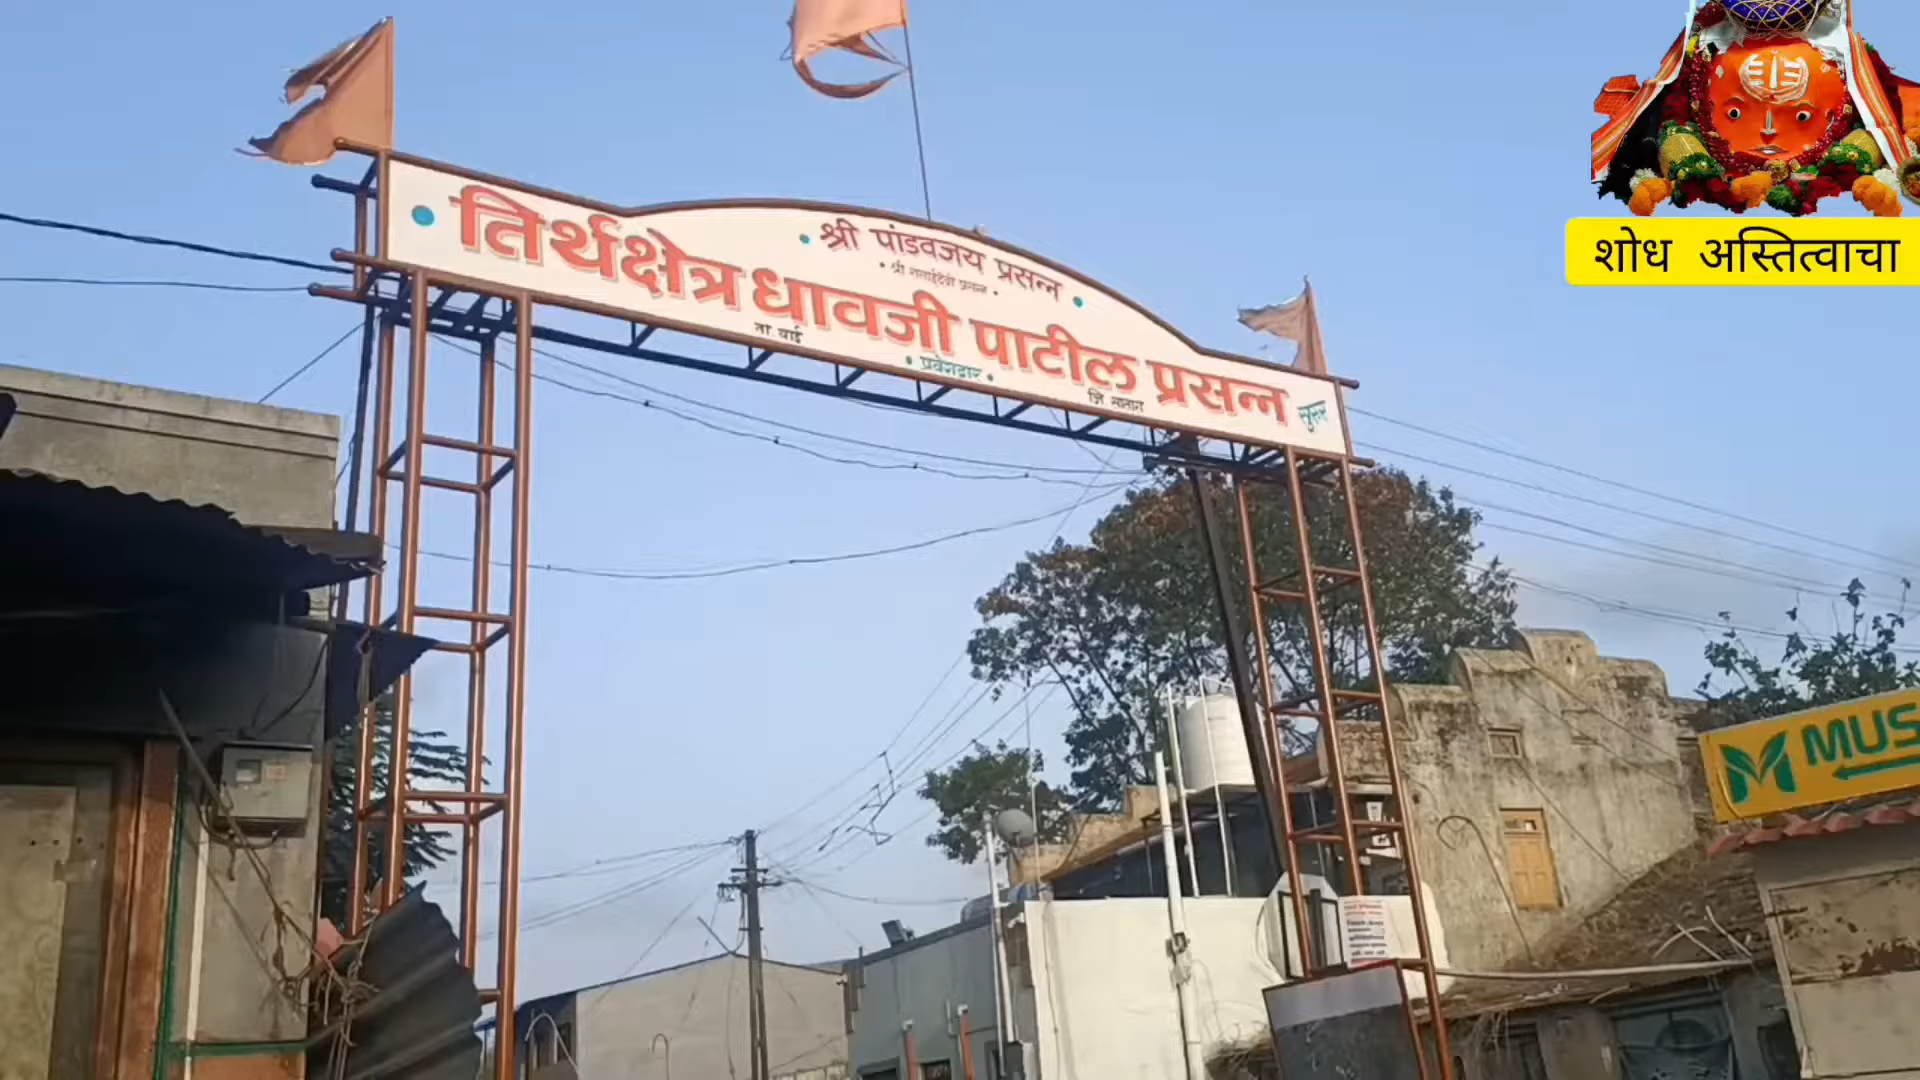 श्री पांडवजय प्रसन्न
तिर्थक्षेत्र धावजी पाटील प्रसन्न
ता. वाई
प्रवेशद्वार
जि. सातारा
सुरुर
शोध अस्तित्वाचा
MUS